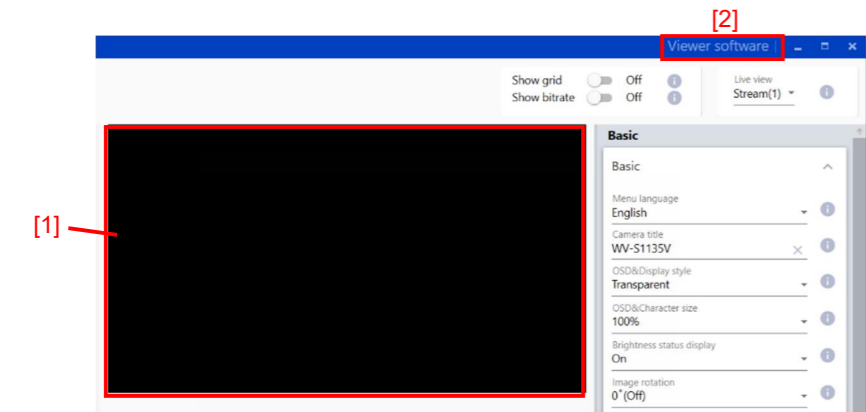 [2]
Viewer software
Show grid Off
Live view
Show bitrate Off
Stream(1)
Basic
Basic
[1]
Menu language
English
Camera title
WV-S1135V
OSD&Display style
Transparent
OSD&Character size
100%
Brightness status display
On
Image rotation
0°(Off)